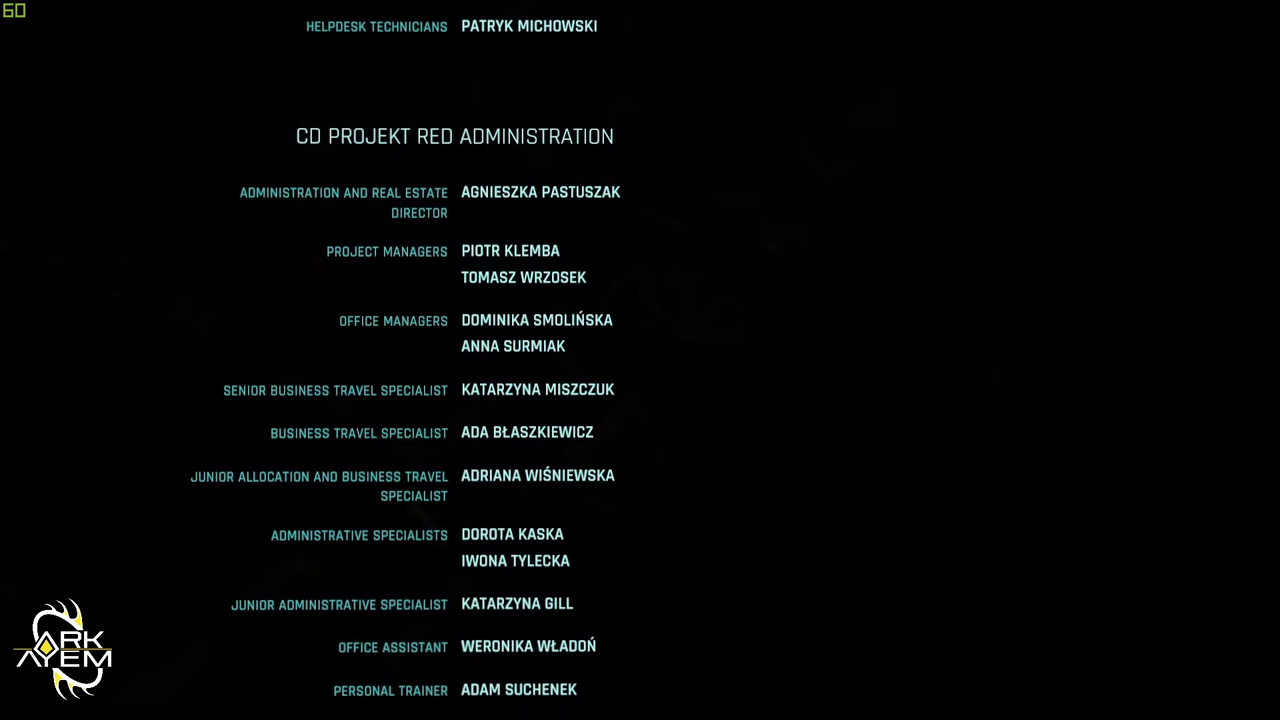 60
HELPDESK TECHNICIANS PATRYK MICHOWSKI
CD PROJEKT RED ADMINISTRATION
ADMINISTRATION AND REAL ESTATE AGNIESZKA PASTUSZAK
DIRECTOR
PROJECT MANAGERS PIOTR KLEMBA
TOMASZ WRZOSEK
OFFICE MANAGERS DOMINIKA SMOLIŃSKA
ANNA SURMIAK
SENIOR BUSINESS TRAVEL SPECIALIST KATARZYNA MISZCZUK
BUSINESS TRAVEL SPECIALIST ADA BŁASZKIEWICZ
JUNIOR ALLOCATION AND BUSINESS TRAVEL ADRIANA WIŚNIEWSKA
SPECIALIST
ADMINISTRATIVE SPECIALISTS DOROTA KASKA
IWONA TYLECKA
JUNIOR ADMINISTRATIVE SPECIALIST KATARZYNA GILL
OFFICE ASSISTANT WERONIKA WŁADOŃ
PERSONAL TRAINER ADAM SUCHENEK
ARK
AYEM